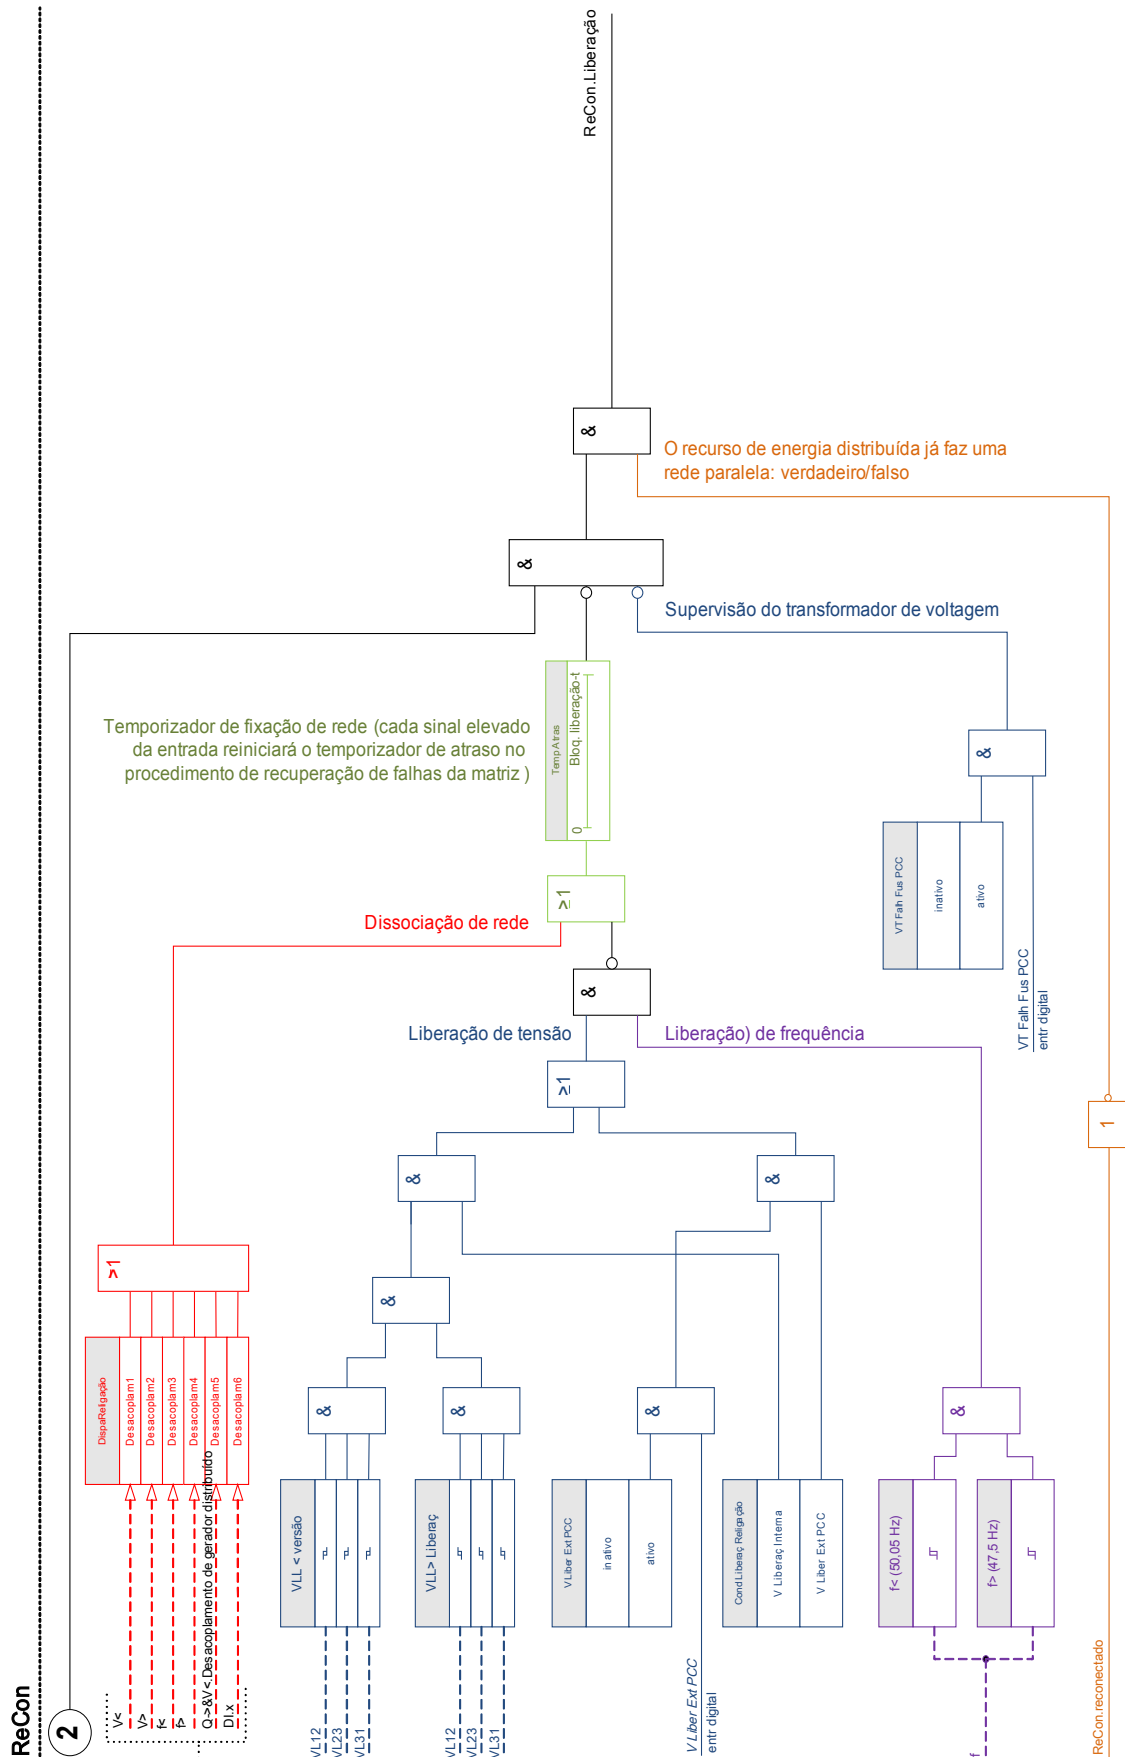 ReCon
2
V<
V>
f<
f>
Q->&V< Desacoplamento de gerador distribuído
DI.x
DispaReligação
Desacoplam1
Desacoplam2
Desacoplam3
Desacoplam4
Desacoplam5
Desacoplam6
≥1
Dissociação de rede
VL12
VL23
VL31
VLL < versão
&
VL12
VL23
VL31
VLL> Liberaç
&
&
&
V Liber Ext PCC
entr digital
V Liber Ext PCC
inativo
ativo
&
CondLiberaç Religação
V Liberaç Interna
V Liber Ext PCC
&
≥1
Liberação de tensão
f
f< (50,05 Hz)
f> (47,5 Hz)
&
Liberação) de frequência
&
≥1
Temporizador de fixação de rede (cada sinal elevado
da entrada reiniciará o temporizador de atraso no
procedimento de recuperação de falhas da matriz )
TempAtras
0
Bloq. liberação-t
VT Falh Fus PCC
entr digital
VT Falh Fus PCC
inativo
ativo
&
Supervisão do transformador de voltagem
&
ReCon.reconectado
1
O recurso de energia distribuída já faz uma
rede paralela: verdadeiro/falso
&
ReCon.Liberação